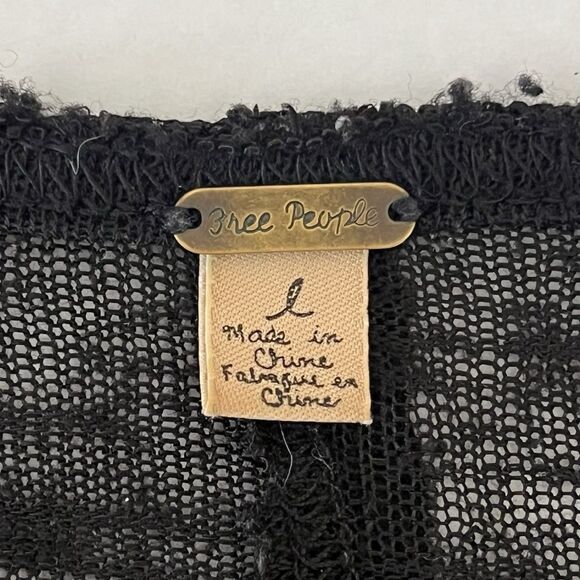 Free People
L
Made in
China
Fabriqué en
Chine